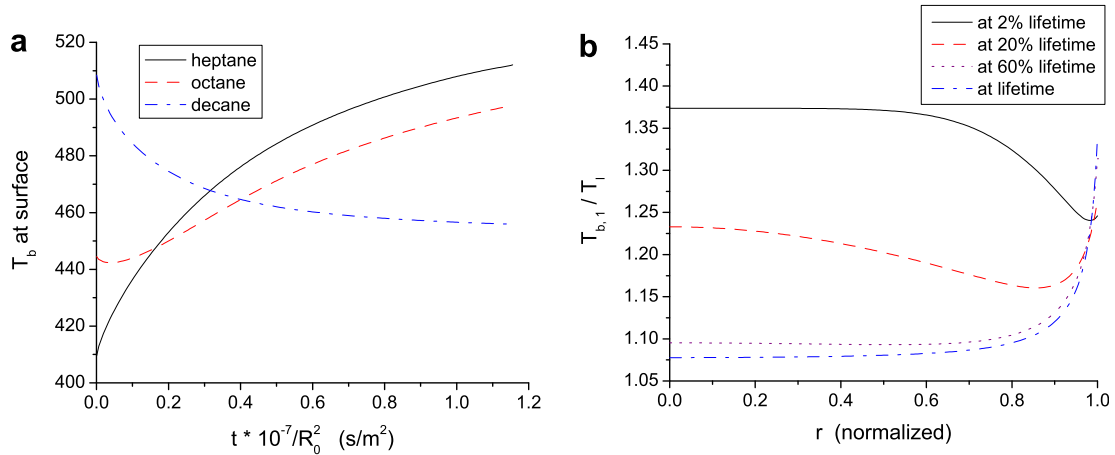 a
520
500
480
460
440
420
400
T_b at surface
heptane
octane
decane
0.0 0.2 0.4 0.6 0.8 1.0 1.2
t * 10^-7/R_0^2 (s/m^2)
b
1.45
1.40
1.35
1.30
1.25
1.20
1.15
1.10
1.05
T_b,1 / T_l
at 2% lifetime
at 20% lifetime
at 60% lifetime
at lifetime
0.0 0.2 0.4 0.6 0.8 1.0
r (normalized)